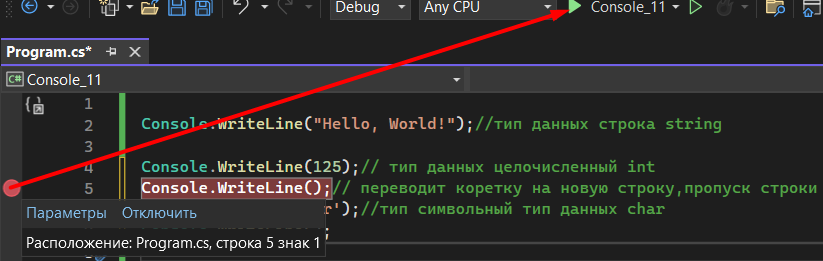 Debug Any CPU Console_11
Program.cs*
C# Console_11
1
2 Console.WriteLine("Hello, World!");//тип данных строка string
3
4 Console.WriteLine(125);// тип данных целочисленный int
5 Console.WriteLine();// переводит коретку на новую строку,пропуск строки
');//тип символьный тип данных char
Параметры Отключить
Расположение: Program.cs, строка 5 знак 1